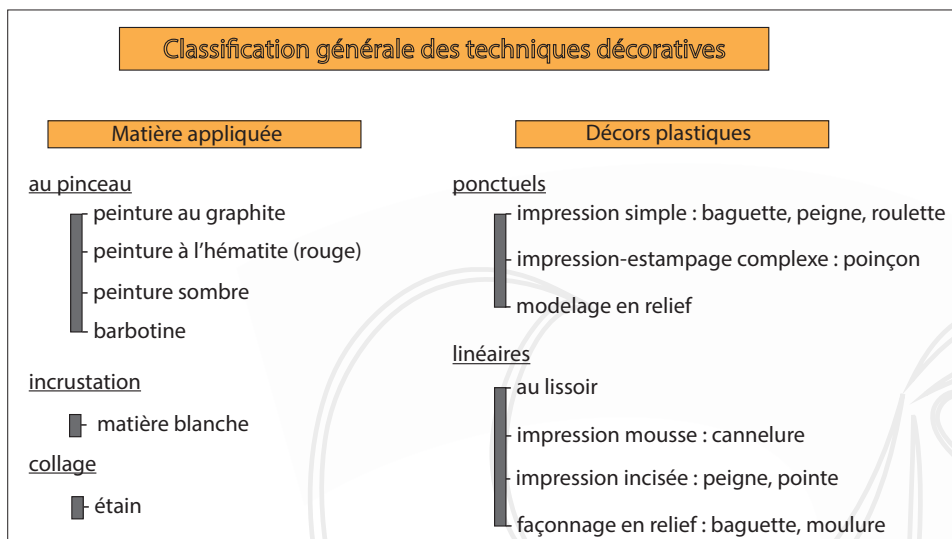 Classification générale des techniques décoratives
Matière appliquée
au pinceau
peinture au graphite
peinture à l'hématite (rouge)
peinture sombre
barbotine
incrustation
matière blanche
collage
étain
Décors plastiques
ponctuels
impression simple : baguette, peigne, roulette
impression-estampage complexe : poinçon
modelage en relief
linéaires
au lissoir
impression mousse : cannelure
impression incisée : peigne, pointe
façonnage en relief : baguette, moulure